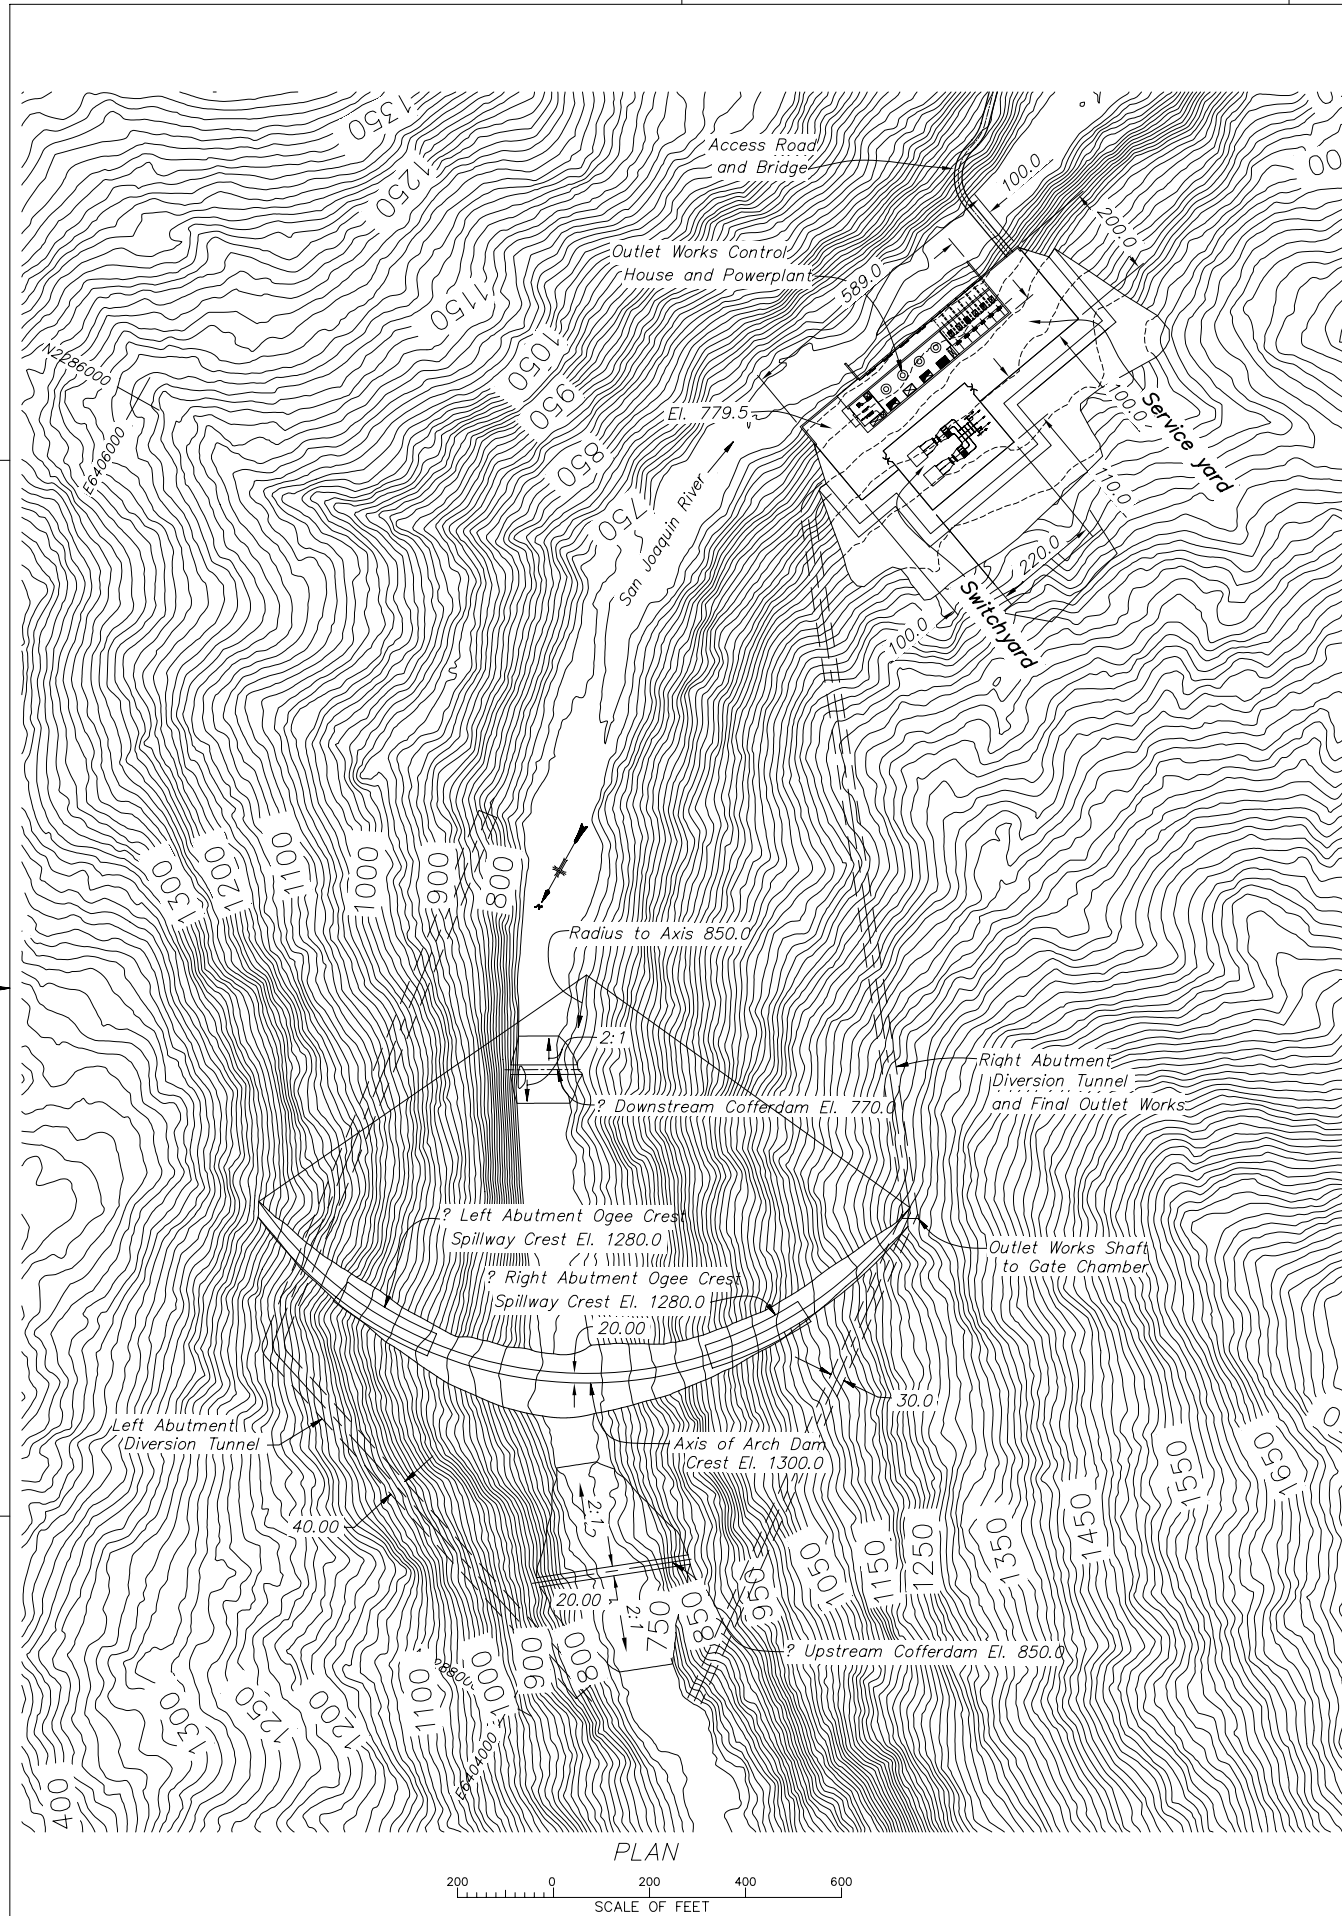 1350
1250
1150
1050
950
850
750
Access Road
and Bridge
100.0
200.0
00
Outlet Works Control
House and Powerplant
589.0
N2286000
E6406000
El. 779.5
San Joaquin River
100.0
Service yard
10.0
220.0
Switchyard
100.0
1300
1200
1100
1000
900
800
Radius to Axis 850.0
2:1
? Downstream Cofferdam El. 770.0
Right Abutment
Diversion Tunnel
and Final Outlet Works
? Left Abutment Ogee Crest
Spillway Crest El. 1280.0
? Right Abutment Ogee Crest
Spillway Crest El. 1280.0
20.00
Outlet Works Shaft
to Gate Chamber
30.0
Left Abutment
Diversion Tunnel
Axis of Arch Dam
Crest El. 1300.0
40.00
2:1
20.00
2:1
? Upstream Cofferdam El. 850.0
750
850
950
1050
1150
1250
1350
1450
1550
1650
400
1300
1250
1200
1100
1000
900
800
E6404000
PLAN
200 0 200 400 600
SCALE OF FEET